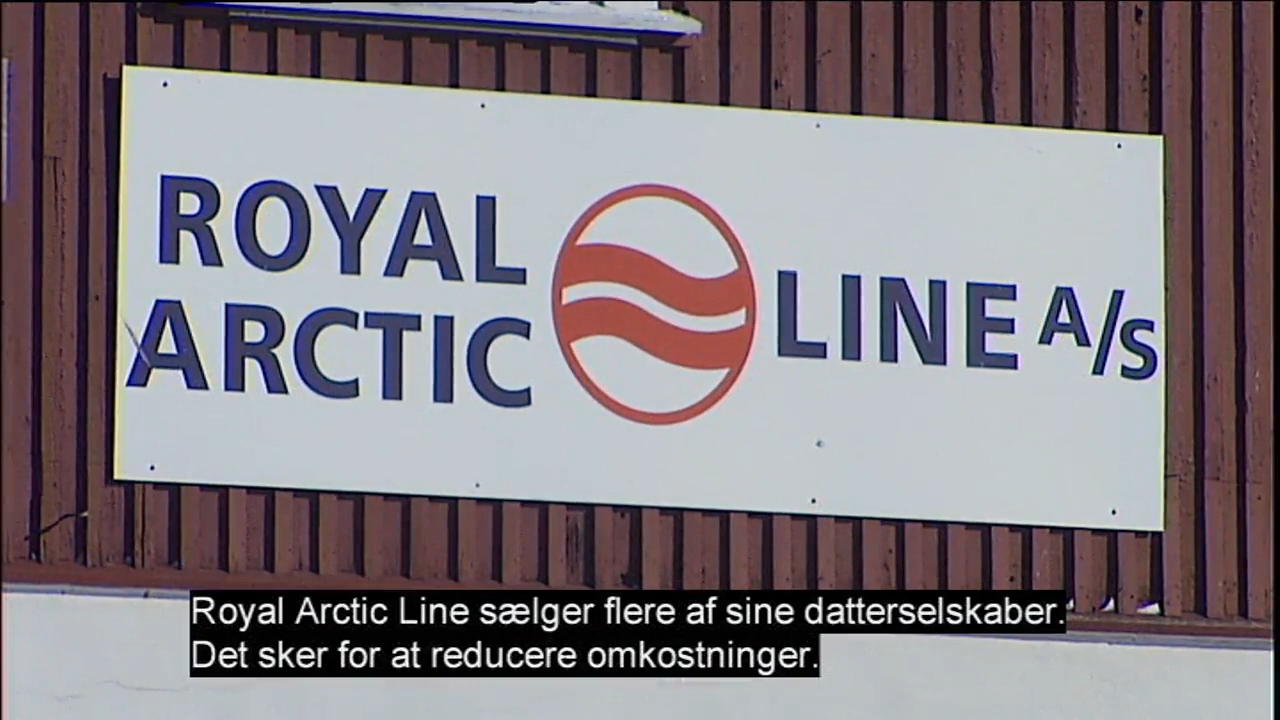 ROYAL
ARCTIC
LINE A/S
Royal Arctic Line sælger flere af sine datterselskaber.
Det sker for at reducere omkostninger.